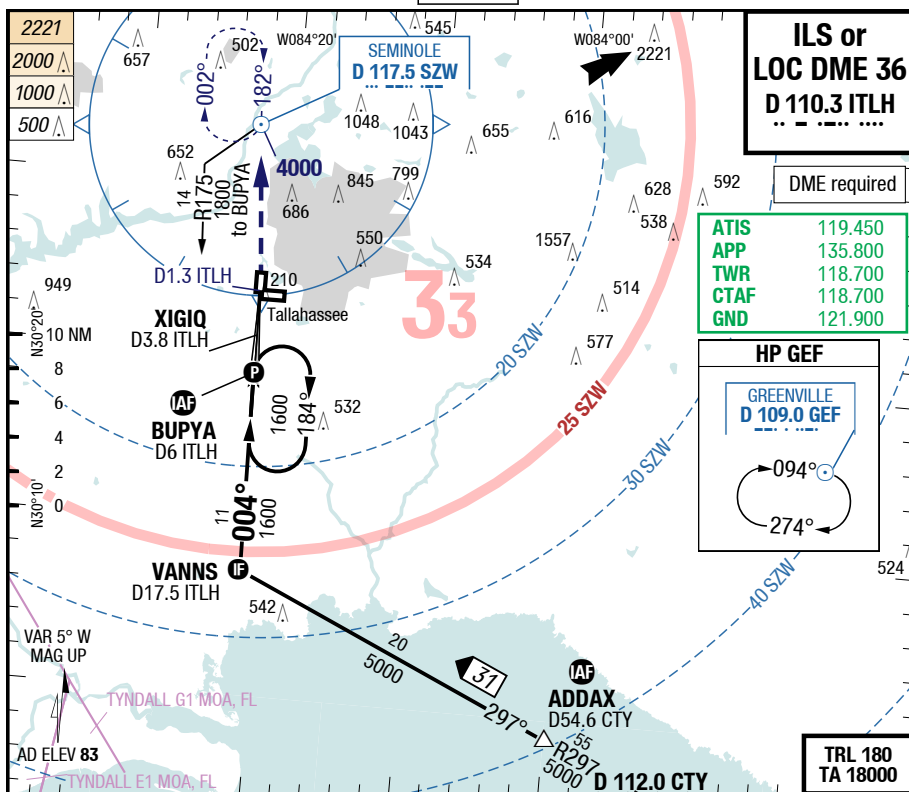 2221
2000
1000
500
657
502
545
W084°20'
W084°00'
2221
SEMINOLE
D 117.5 SZW
ILS or
LOC DME 36
D 110.3 ITLH
DME required
ATIS 119.450
APP 135.800
TWR 118.700
CTAF 118.700
GND 121.900
002°
182°
1048
1043
655
616
652
4000
799
845
686
628
592
538
14
R175
1800
to BUPYA
550
1557
534
514
577
949
D1.3 ITLH
210
Tallahassee
33
XIGIQ
D3.8 ITLH
N30°20'
10 NM
8
6
4
2
0
N30°10'
P
IAF
BUPYA
D6 ITLH
1600
184°
532
20 SZW
25 SZW
30 SZW
40 SZW
HP GEF
GREENVILLE
D 109.0 GEF
094°
274°
11
004°
1600
VANNS
D17.5 ITLH
IF
542
524
20
5000
31
297°
IAF
ADDAX
D54.6 CTY
55
R297
5000
D 112.0 CTY
VAR 5° W
MAG UP
TYNDALL G1 MOA, FL
AD ELEV 83
TYNDALL E1 MOA, FL
TRL 180
TA 18000